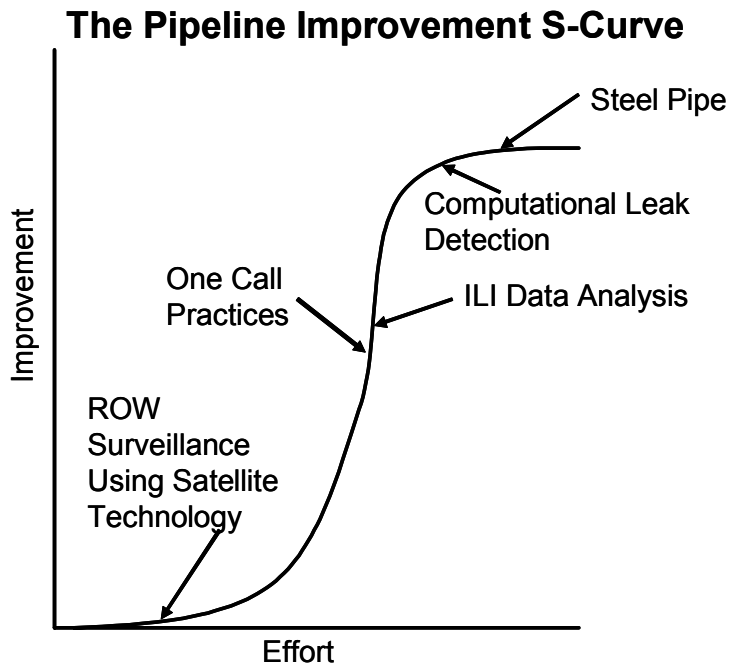 The Pipeline Improvement S-Curve
Steel Pipe
Computational Leak
Detection
One Call
Practices
ILI Data Analysis
Improvement
ROW
Surveillance
Using Satellite
Technology
Effort